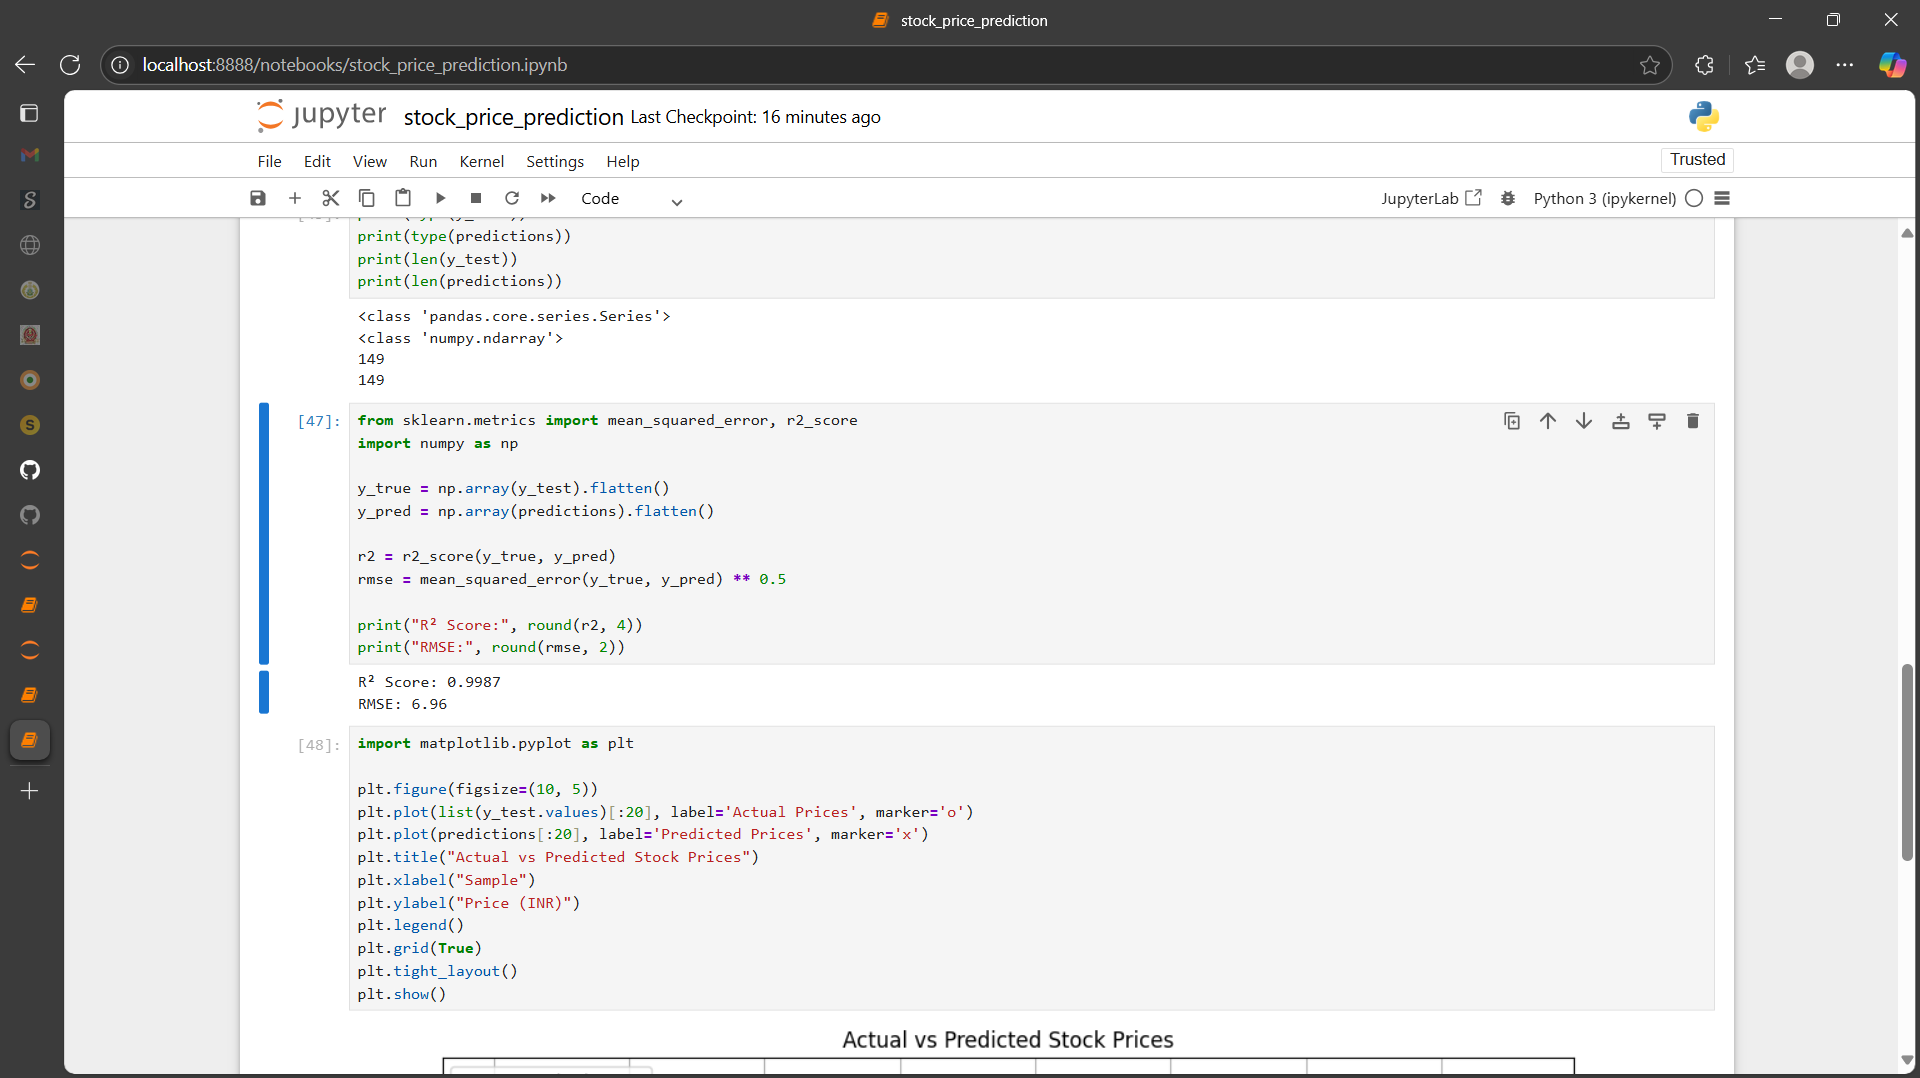 stock_price_prediction
localhost:8888/notebooks/stock_price_prediction.ipynb
jupyter stock_price_prediction Last Checkpoint: 16 minutes ago
File Edit View Run Kernel Settings Help
Trusted
Code
JupyterLab
Python 3 (ipykernel)
print(type(predictions))
print(len(y_test))
print(len(predictions))
<class 'pandas.core.series.Series'>
<class 'numpy.ndarray'>
149
149
[47]:
from sklearn.metrics import mean_squared_error, r2_score
import numpy as np
y_true = np.array(y_test).flatten()
y_pred = np.array(predictions).flatten()
r2 = r2_score(y_true, y_pred)
rmse = mean_squared_error(y_true, y_pred) ** 0.5
print("R² Score:", round(r2, 4))
print("RMSE:", round(rmse, 2))
R² Score: 0.9987
RMSE: 6.96
[48]:
import matplotlib.pyplot as plt
plt.figure(figsize=(10, 5))
plt.plot(list(y_test.values)[:20], label='Actual Prices', marker='o')
plt.plot(predictions[:20], label='Predicted Prices', marker='x')
plt.title("Actual vs Predicted Stock Prices")
plt.xlabel("Sample")
plt.ylabel("Price (INR)")
plt.legend()
plt.grid(True)
plt.tight_layout()
plt.show()
Actual vs Predicted Stock Prices